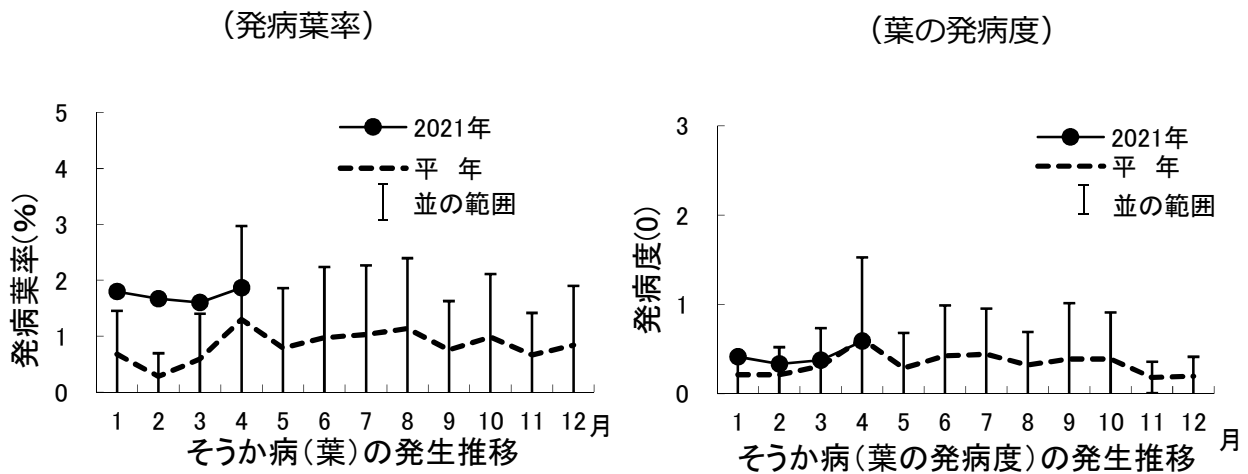 (発病葉率)
5
4
3
2
1
0
発病葉率(%)
2021年
平 年
並の範囲
1 2 3 4 5 6 7 8 9 10 11 12 月
そうか病(葉)の発生推移
(葉の発病度)
3
2
1
0
発病度(0)
2021年
平 年
並の範囲
1 2 3 4 5 6 7 8 9 10 11 12 月
そうか病(葉の発病度)の発生推移